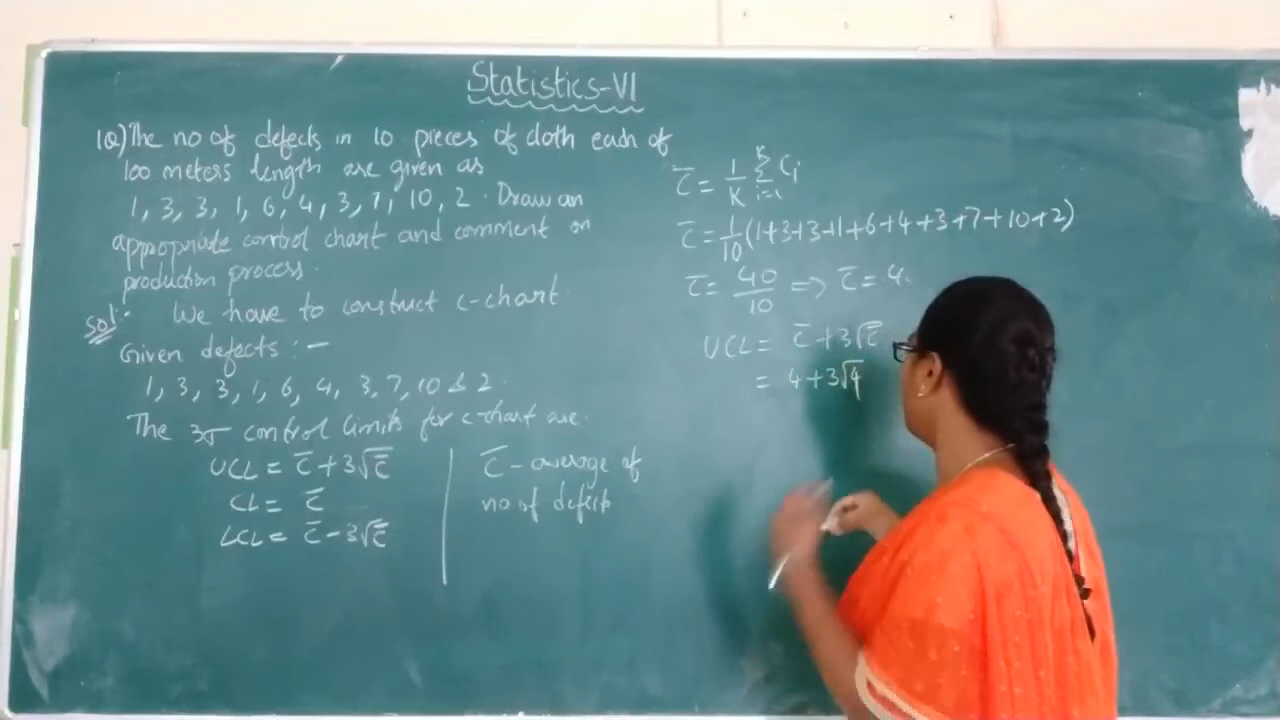 Statistics-VI
1Q) The no of defects in 10 pieces of cloth each of
100 meters length are given as
1, 3, 3, 1, 6, 4, 3, 7, 10, 2. Draw an
appropriate control chart and comment on
production process.
Sol:- We have to construct c-chart.
Given defects :-
1, 3, 3, 1, 6, 4, 3, 7, 10 & 2.
The 3σ control limits for c-chart are.
UCL = c̄ + 3√c̄
CL = c̄
LCL = c̄ - 3√c̄
c̄ - average of
no of defects
c̄ = 1/K Σ_{i=1}^{K} Ci
c̄ = 1/10 (1+3+3+1+6+4+3+7+10+2)
c̄ = 40/10 => c̄ = 4.
UCL = c̄ + 3√c̄
= 4 + 3√4